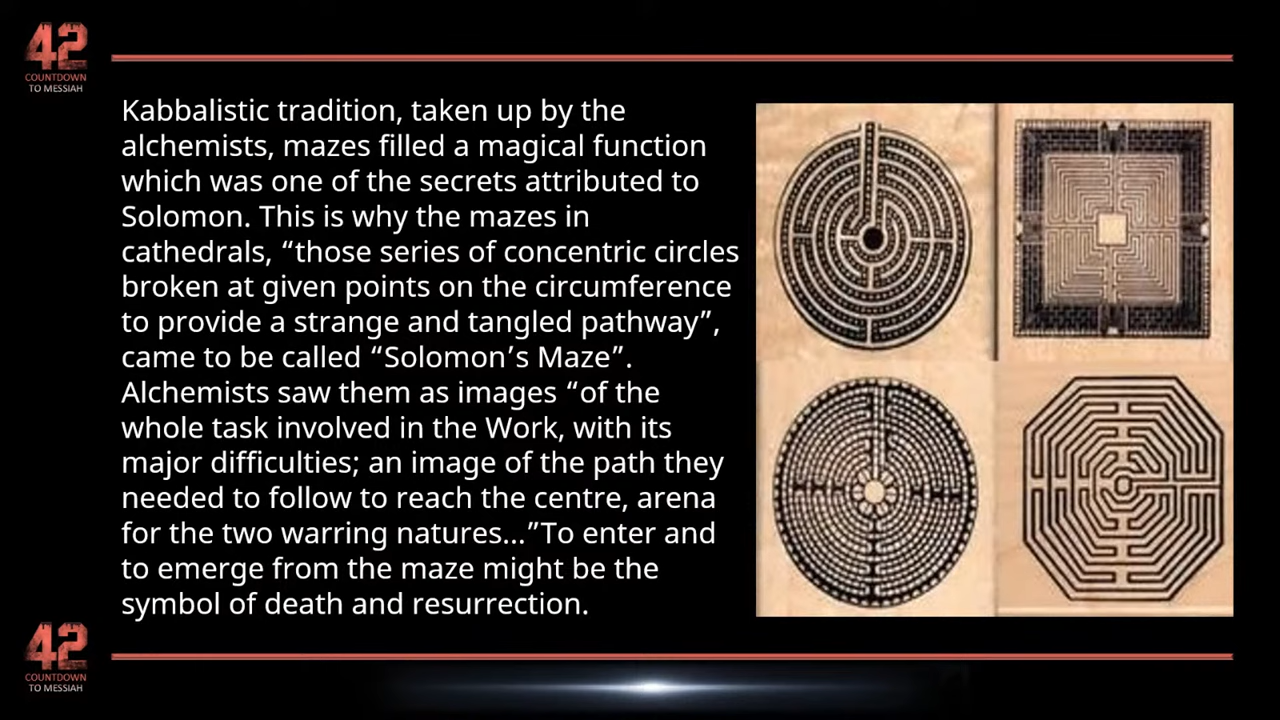 42
COUNTDOWN
TO MESSIAH
Kabbalistic tradition, taken up by the
alchemists, mazes filled a magical function
which was one of the secrets attributed to
Solomon. This is why the mazes in
cathedrals, “those series of concentric circles
broken at given points on the circumference
to provide a strange and tangled pathway”,
came to be called “Solomon’s Maze”.
Alchemists saw them as images “of the
whole task involved in the Work, with its
major difficulties; an image of the path they
needed to follow to reach the centre, arena
for the two warring natures...”To enter and
to emerge from the maze might be the
symbol of death and resurrection.
42
COUNTDOWN
TO MESSIAH